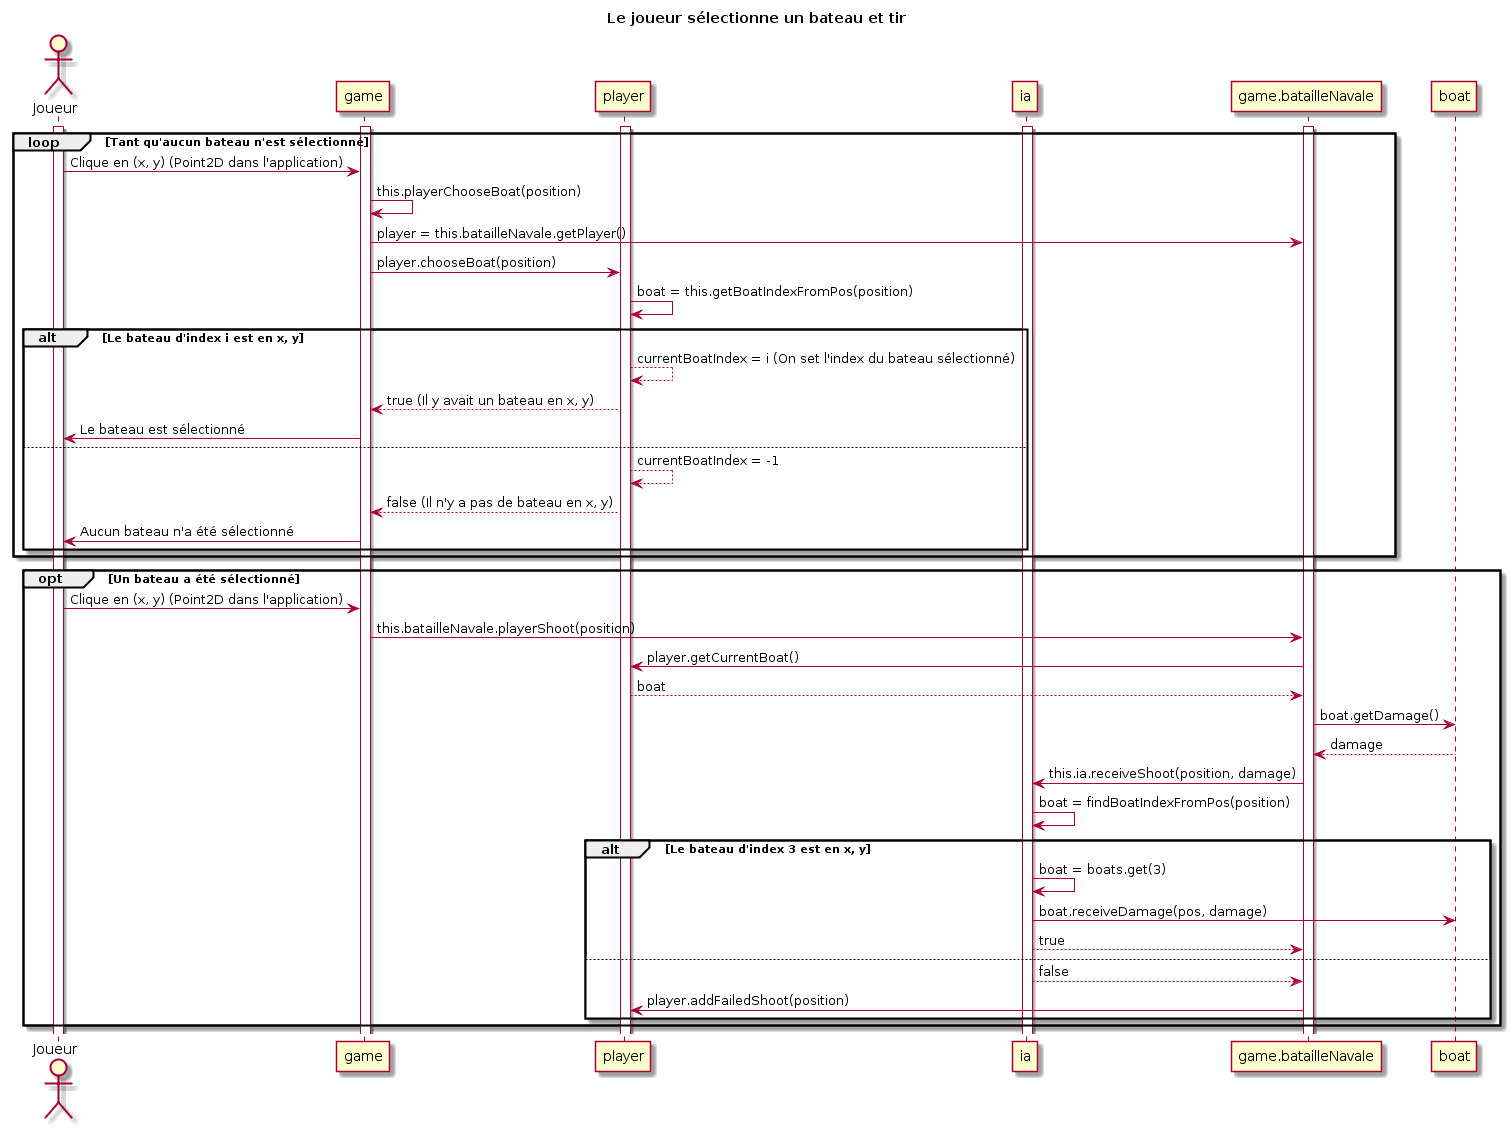 Le joueur sélectionne un bateau et tir
Joueur
game
player
ia
game.batailleNavale
boat
loop [Tant qu'aucun bateau n'est sélectionné]
Clique en (x, y) (Point2D dans l'application)
this.playerChooseBoat(position)
player = this.batailleNavale.getPlayer()
player.chooseBoat(position)
boat = this.getBoatIndexFromPos(position)
alt [Le bateau d'index i est en x, y]
currentBoatIndex = i (On set l'index du bateau sélectionné)
true (Il y avait un bateau en x, y)
Le bateau est sélectionné
currentBoatIndex = -1
false (Il n'y a pas de bateau en x, y)
Aucun bateau n'a été sélectionné
opt [Un bateau a été sélectionné]
Clique en (x, y) (Point2D dans l'application)
this.batailleNavale.playerShoot(position)
player.getCurrentBoat()
boat
boat.getDamage()
damage
this.ia.receiveShoot(position, damage)
boat = findBoatIndexFromPos(position)
alt [Le bateau d'index 3 est en x, y]
boat = boats.get(3)
boat.receiveDamage(pos, damage)
true
false
player.addFailedShoot(position)
Joueur
game
player
ia
game.batailleNavale
boat